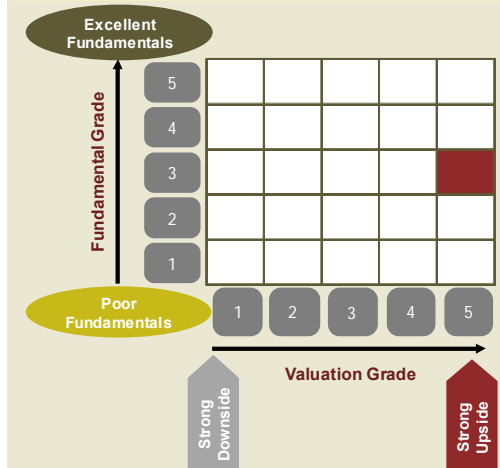 Excellent
Fundamentals
Fundamental Grade
5
4
3
2
1
Poor
Fundamentals
1 2 3 4 5
Valuation Grade
Strong
Downside
Strong
Upside